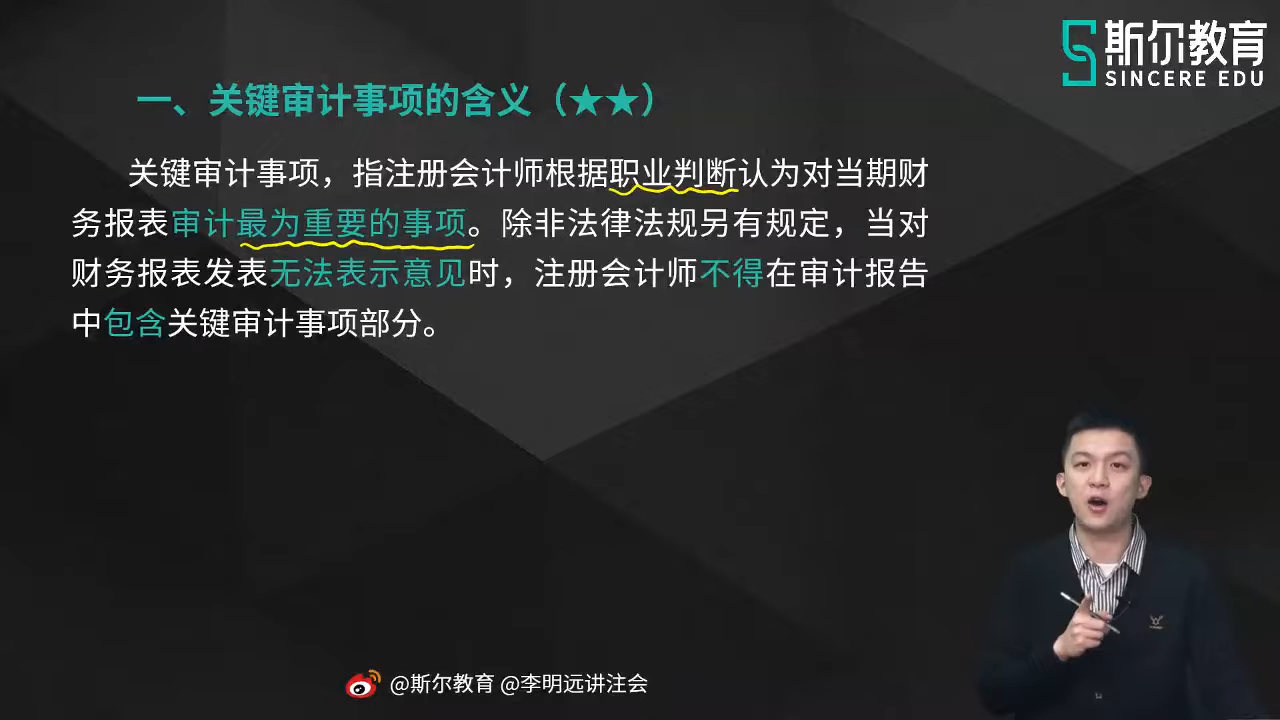 斯尔教育
SINCERE EDU
一、关键审计事项的含义（★★）
关键审计事项，指注册会计师根据职业判断认为对当期财
务报表审计最为重要的事项。除非法律法规另有规定，当对
财务报表发表无法表示意见时，注册会计师不得在审计报告
中包含关键审计事项部分。
@斯尔教育 @李明远讲注会